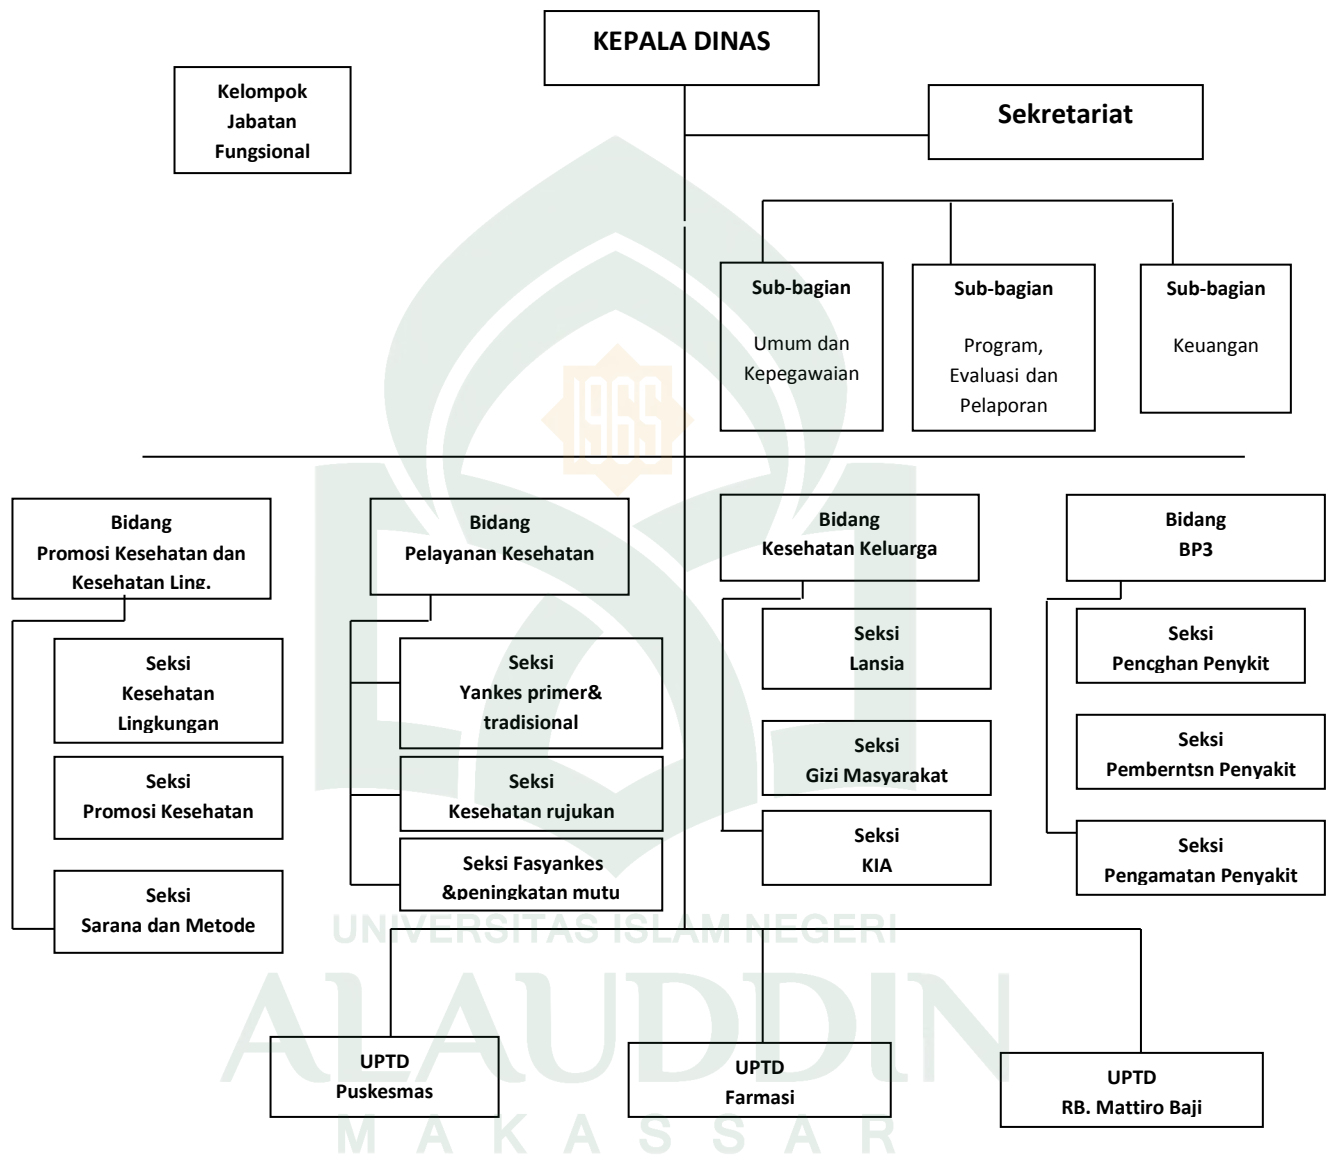 KEPALA DINAS
Kelompok
Jabatan
Fungsional
Sekretariat
Sub-bagian
Umum dan
Kepegawaian
Sub-bagian
Program,
Evaluasi dan
Pelaporan
Sub-bagian
Keuangan
1965
Bidang
Promosi Kesehatan dan
Kesehatan Ling.
Bidang
Pelayanan Kesehatan
Bidang
Kesehatan Keluarga
Bidang
BP3
Seksi
Kesehatan
Lingkungan
Seksi
Promosi Kesehatan
Seksi
Sarana dan Metode
Seksi
Yankes primer&
tradisional
Seksi
Kesehatan rujukan
Seksi Fasyankes
&peningkatan mutu
Seksi
Lansia
Seksi
Gizi Masyarakat
Seksi
KIA
Seksi
Pencghan Penykit
Seksi
Pemberntsn Penyakit
Seksi
Pengamatan Penyakit
UNIVERSITAS ISLAM NEGERI
ALAUDDIN
MAKASSAR
UPTD
Puskesmas
UPTD
Farmasi
UPTD
RB. Mattiro Baji